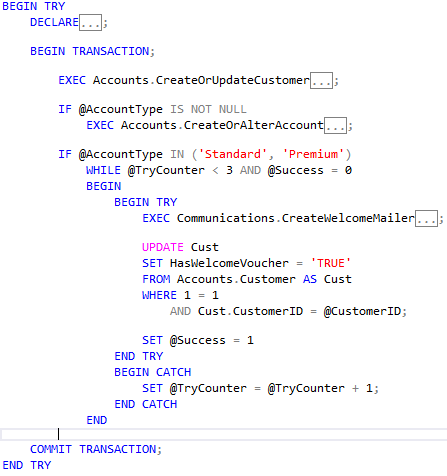 BEGIN TRY
DECLARE...;
BEGIN TRANSACTION;
EXEC Accounts.CreateOrUpdateCustomer...;
IF @AccountType IS NOT NULL
EXEC Accounts.CreateOrAlterAccount...;
IF @AccountType IN ('Standard', 'Premium')
WHILE @TryCounter < 3 AND @Success = 0
BEGIN
BEGIN TRY
EXEC Communications.CreateWelcomeMailer...;
UPDATE Cust
SET HasWelcomeVoucher = 'TRUE'
FROM Accounts.Customer AS Cust
WHERE 1 = 1
AND Cust.CustomerID = @CustomerID;
SET @Success = 1
END TRY
BEGIN CATCH
SET @TryCounter = @TryCounter + 1;
END CATCH
END
COMMIT TRANSACTION;
END TRY